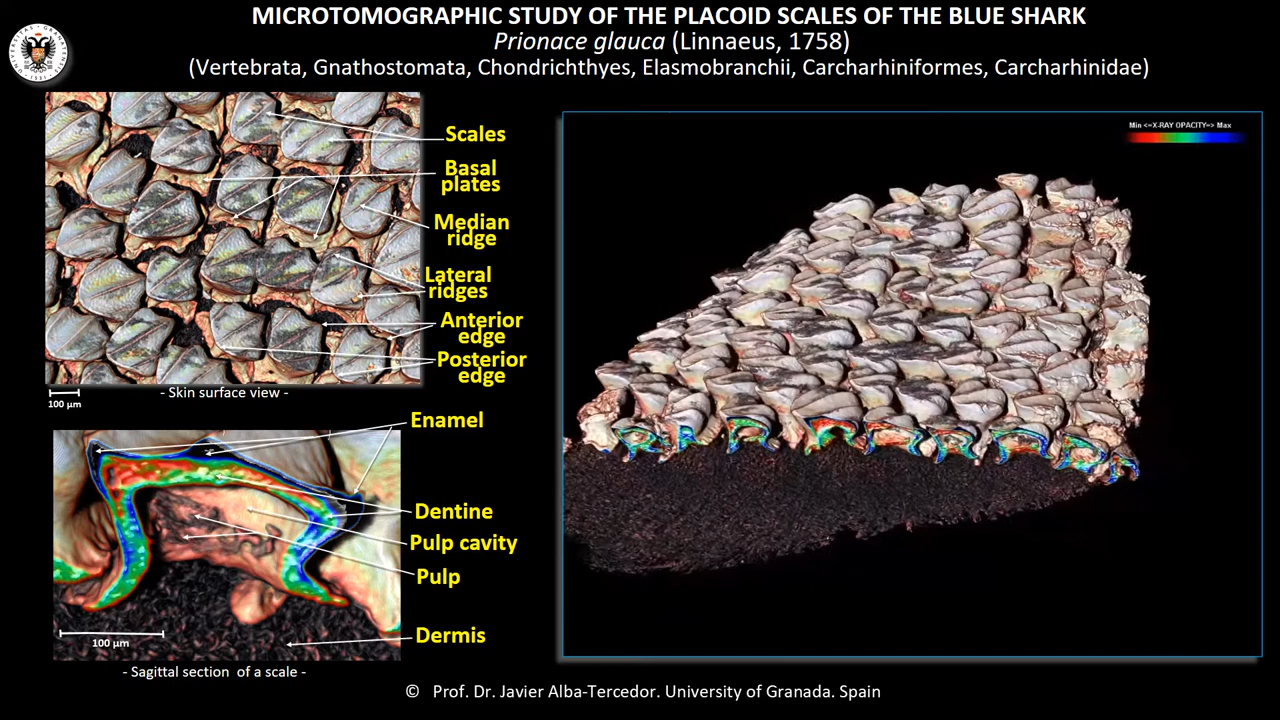 MICROTOMOGRAPHIC STUDY OF THE PLACOID SCALES OF THE BLUE SHARK
Prionace glauca (Linnaeus, 1758)
(Vertebrata, Gnathostomata, Chondrichthyes, Elasmobranchii, Carcharhiniformes, Carcharhinidae)
Scales
Basal
plates
Median
ridge
Lateral
ridges
Anterior
edge
Posterior
edge
100 µm
- Skin surface view -
Enamel
Dentine
Pulp cavity
Pulp
Dermis
100 µm
- Sagittal section of a scale -
Min <=X-RAY OPACITY=> Max
© Prof. Dr. Javier Alba-Tercedor. University of Granada. Spain